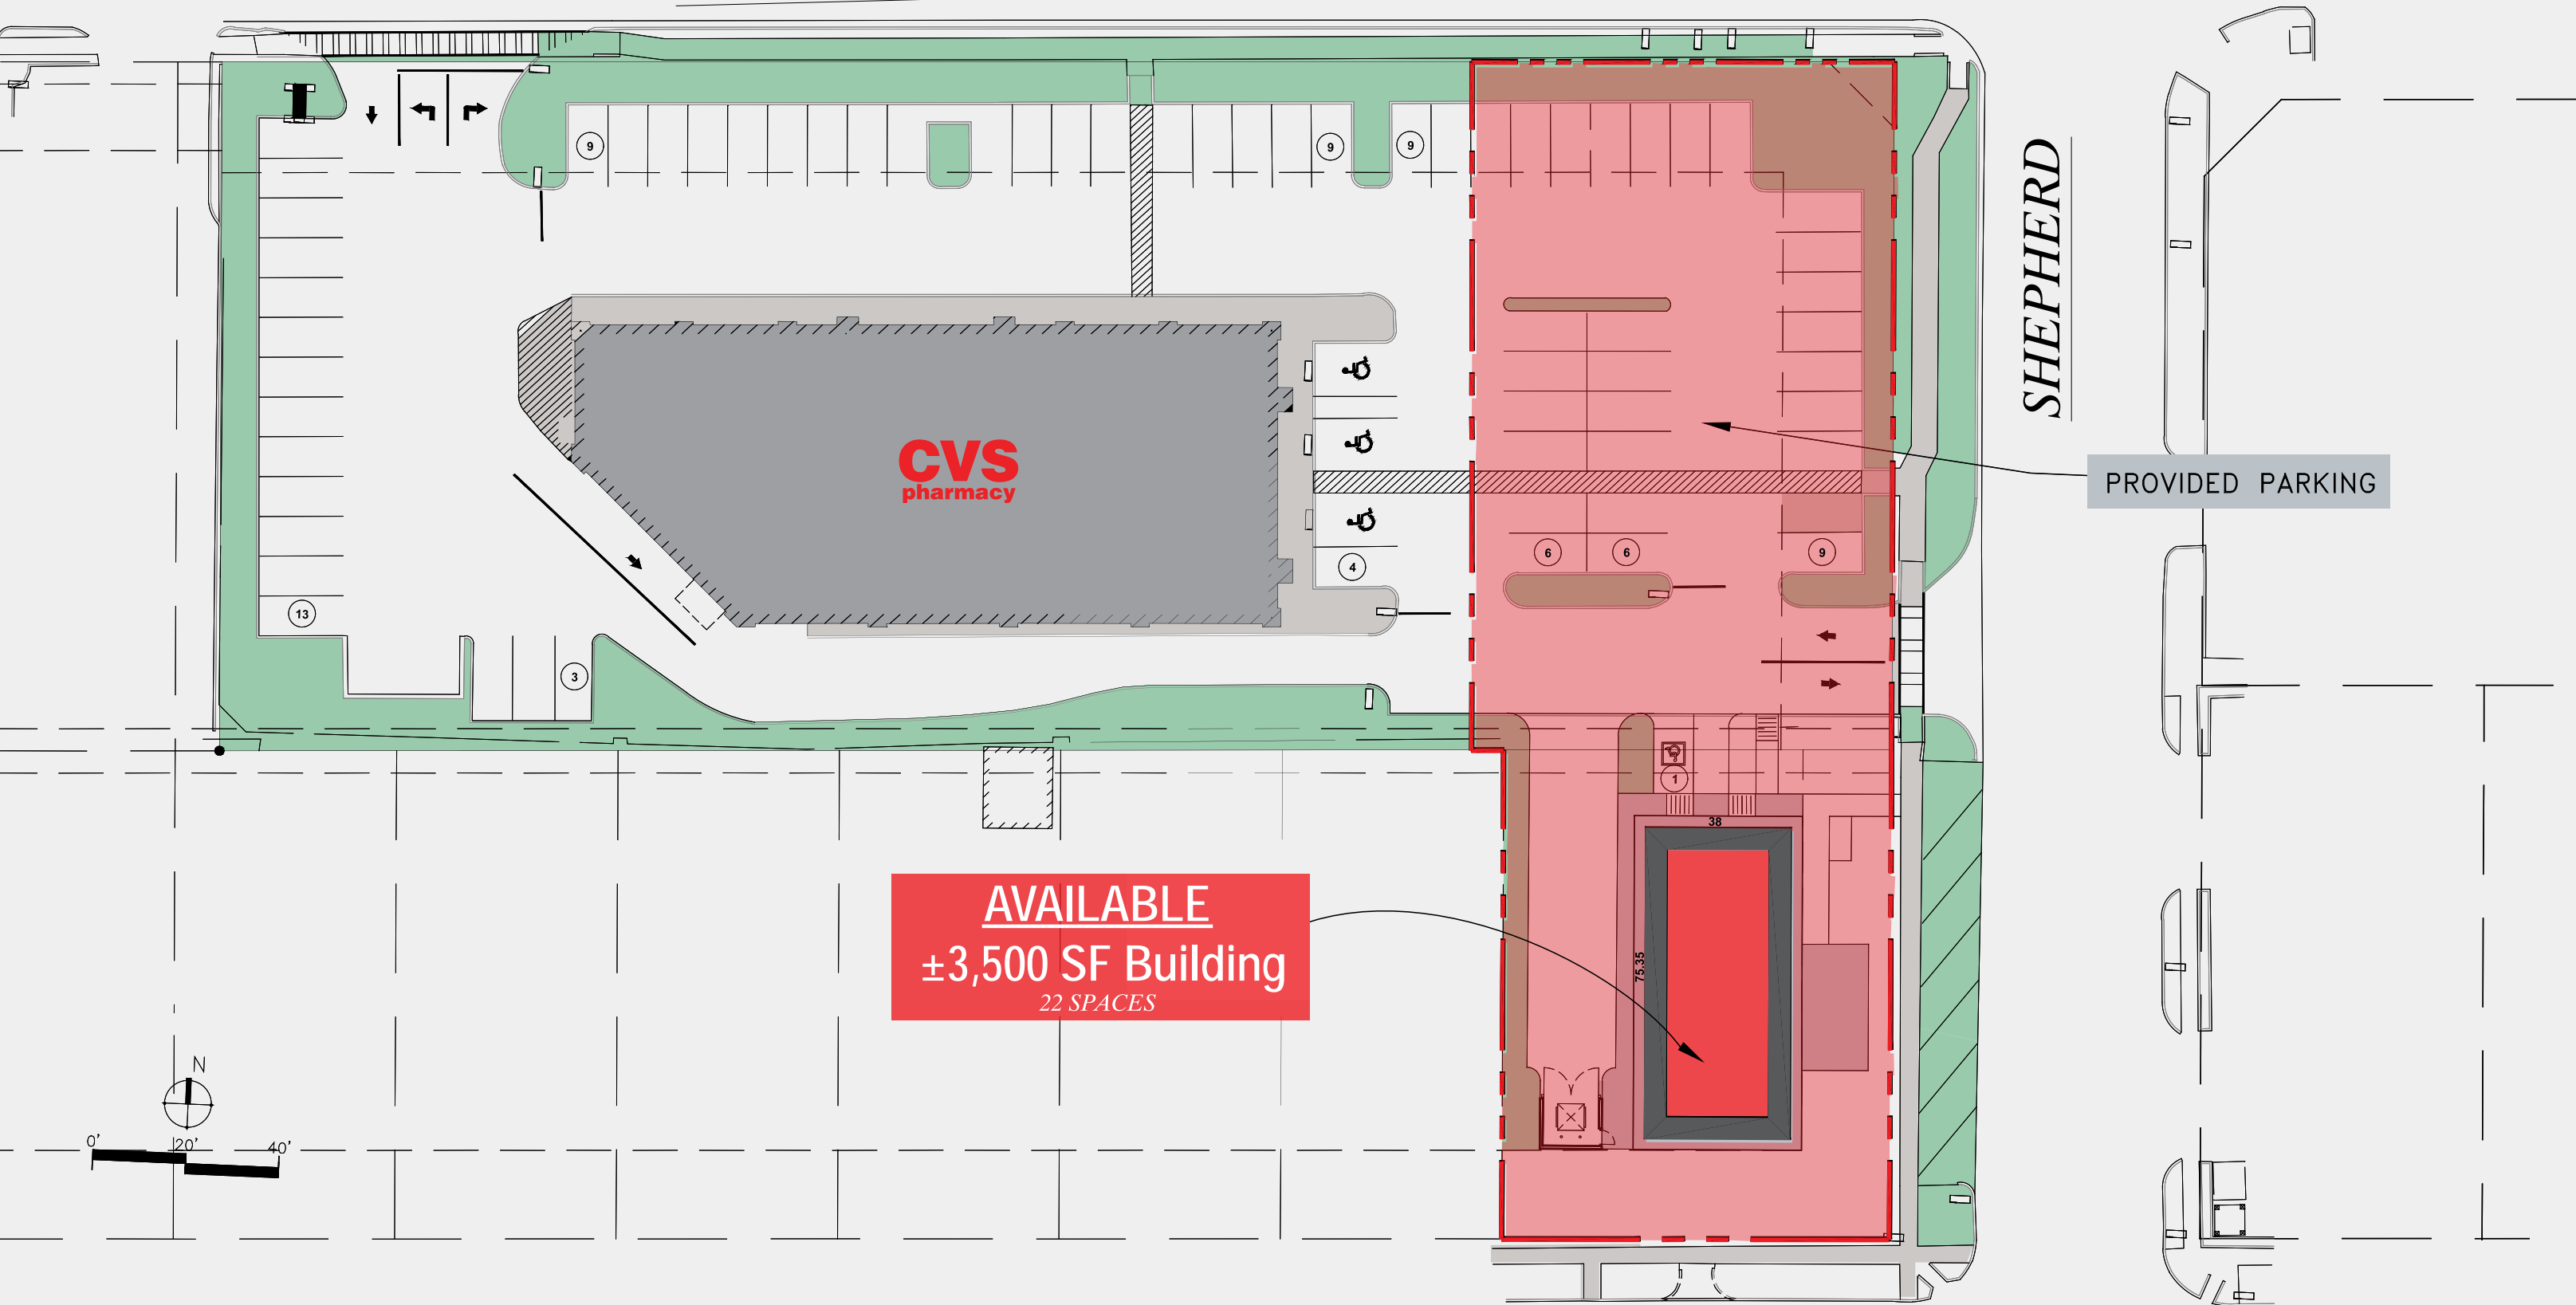 9
9
9
SHEPHERD
CVS
pharmacy
PROVIDED PARKING
6
6
9
4
13
3
1
38
AVAILABLE
±3,500 SF Building
22 SPACES
75.35
N
0'
20'
40'